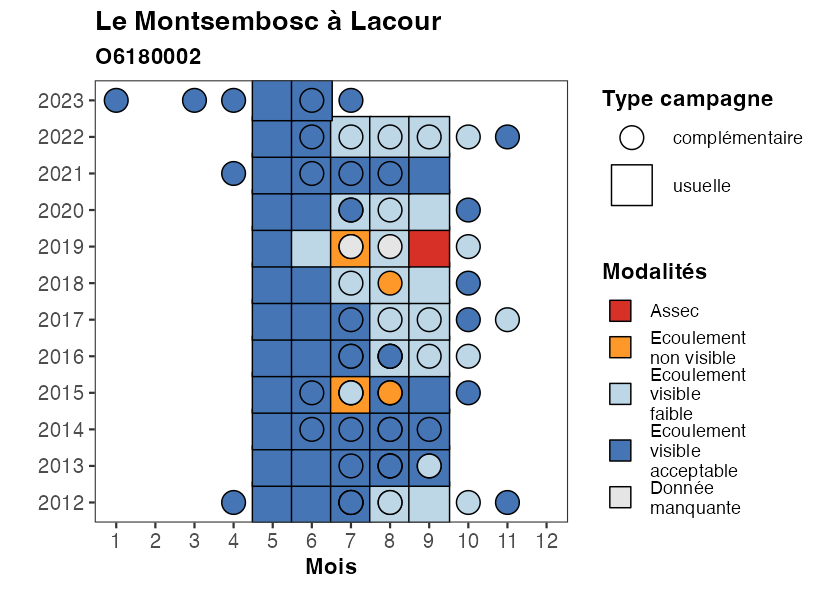 Le Montsembosc à Lacour
O6180002
2023
2022
2021
2020
2019
2018
2017
2016
2015
2014
2013
2012
1 2 3 4 5 6 7 8 9 10 11 12
Mois
Type campagne
complémentaire
usuelle
Modalités
Assec
Ecoulement
non visible
Ecoulement
visible
faible
Ecoulement
visible
acceptable
Donnée
manquante